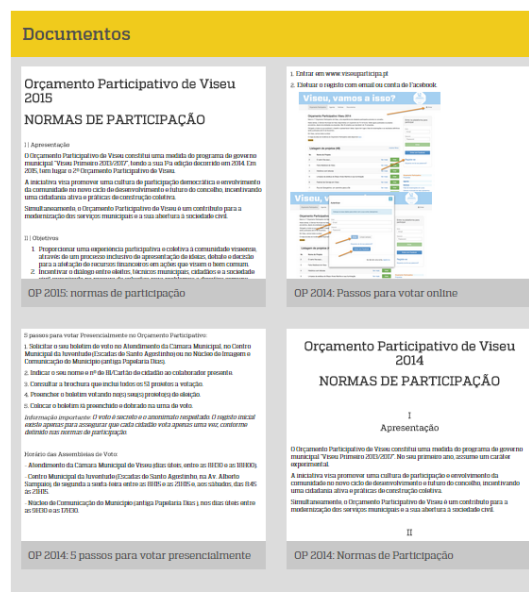 Documentos
Orçamento Participativo de Viseu
2015
NORMAS DE PARTICIPAÇÃO
I | Apresentação
O Orçamento Participativo de Viseu constitui uma medida do programa de governo
municipal "Viseu Primeiro 2013/2017", tendo a sua 1ª edição decorrido em 2014. Em
2015, tem lugar o 2º Orçamento Participativo de Viseu.
A iniciativa promove uma cultura de participação democrática e envolvimento
da comunidade no novo ciclo de desenvolvimento e futuro do concelho, incentivando
uma cidadania ativa e práticas de construção coletiva.
Simultaneamente, o Orçamento Participativo de Viseu é um contributo para a
modernização dos serviços municipais e a sua abertura à sociedade civil.
II | Objetivos
1. Proporcionar uma experiência participativa e coletiva à comunidade viseense,
através de um processo inclusivo de apresentação de ideias, debate e decisão
para a afetação de recursos financeiros em ações que visem o bem comum.
2. Incentivar o diálogo entre eleitos, técnicos municipais, cidadãos e a sociedade
OP 2015: normas de participação
1. Entrar em www.viseuparticipa.pt
2. Efetuar o registo com email ou conta de Facebook
Viseu, vamos a isso?
Viseu, v
OP 2014: Passos para votar online
5 passos para votar Presencialmente no Orçamento Participativo:
1. Solicitar o seu boletim de voto no Atendimento da Câmara Municipal, no Centro
Municipal da Juventude (Escadas de Santo Agostinho) ou no Núcleo de Imagem e
Comunicação do Município (antiga Papelaria Dias);
2. Indicar o seu nome e nº de BI/Cartão de cidadão ao colaborador presente.
3. Consultar a brochura que inclui todos os 51 projetos a votação.
4. Preencher o boletim votando no(s) seu(s) projeto(s) de eleição.
5. Colocar o boletim já preenchido e dobrado na urna de voto.
Informação importante: O voto é secreto e o anonimato respeitado. O registo inicial
existe apenas para assegurar que cada cidadão vota apenas uma vez, conforme
definido nas normas de participação.
Horário das Assembleias de Voto:
- Atendimento da Câmara Municipal de Viseu (dias úteis, entre as 8H30 e as 18H00);
- Centro Municipal da Juventude (Escadas de Santo Agostinho, na Av. Alberto
Sampaio), de segunda a sexta-feira entre as
- Núcleo de Comunicação do Município (antiga Papelaria Dias ), nos dias úteis entre
as 9H00 e as 17H30.
OP 2014: 5 passos para votar presencialmente
Orçamento Participativo de Viseu
2014
NORMAS DE PARTICIPAÇÃO
I
Apresentação
O Orçamento Participativo de Viseu constitui uma medida do programa de governo
municipal "Viseu Primeiro 2013/2017". No seu primeiro ano, assume um caráter
experimental.
A iniciativa visa promover uma cultura de participação e envolvimento da
comunidade no novo ciclo de desenvolvimento e futuro do concelho, incentivando
uma cidadania ativa e práticas de construção coletiva.
Simultaneamente, o Orçamento Participativo de Viseu é um contributo para a
modernização dos serviços municipais e a sua abertura à sociedade civil.
II
OP 2014: Normas de Participação